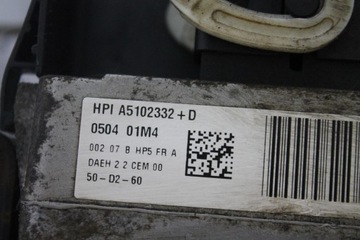 HPI A5102332+D
0504 01M4
002 07 B HP5 FR A
DAEH 2.2 CEM 00
50-D2-60